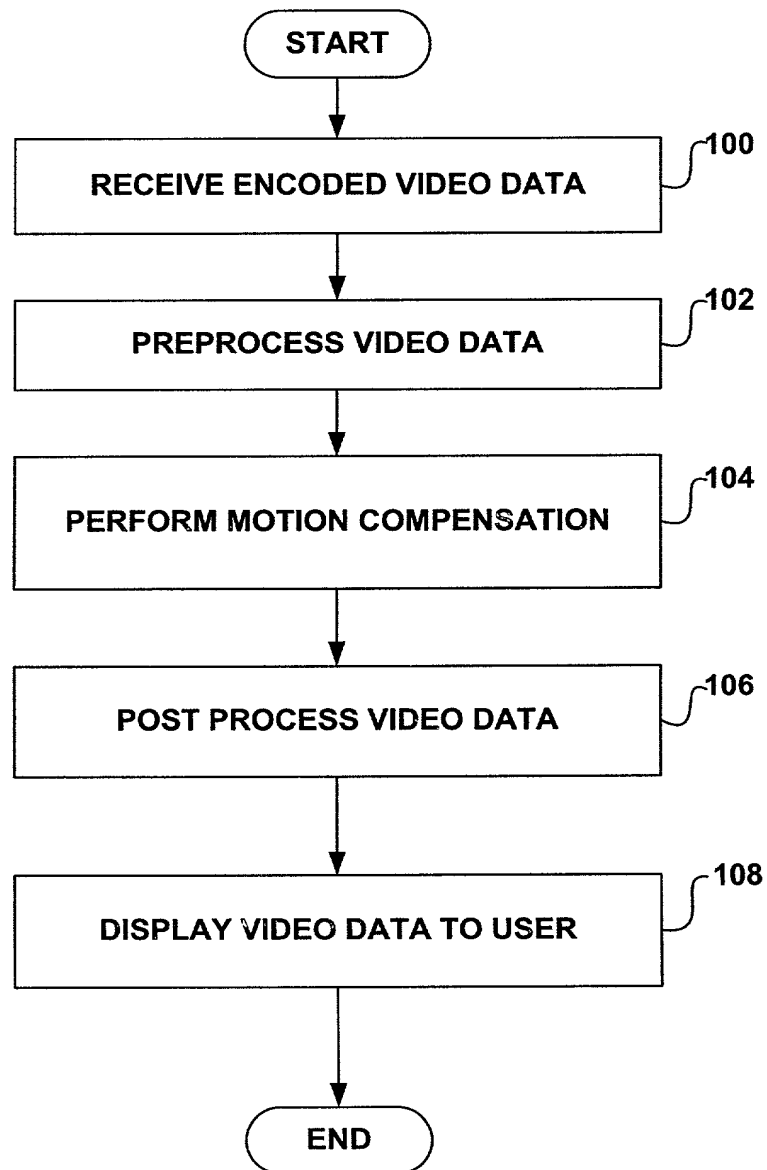 START
RECEIVE ENCODED VIDEO DATA
100
PREPROCESS VIDEO DATA
102
PERFORM MOTION COMPENSATION
104
POST PROCESS VIDEO DATA
106
DISPLAY VIDEO DATA TO USER
108
END